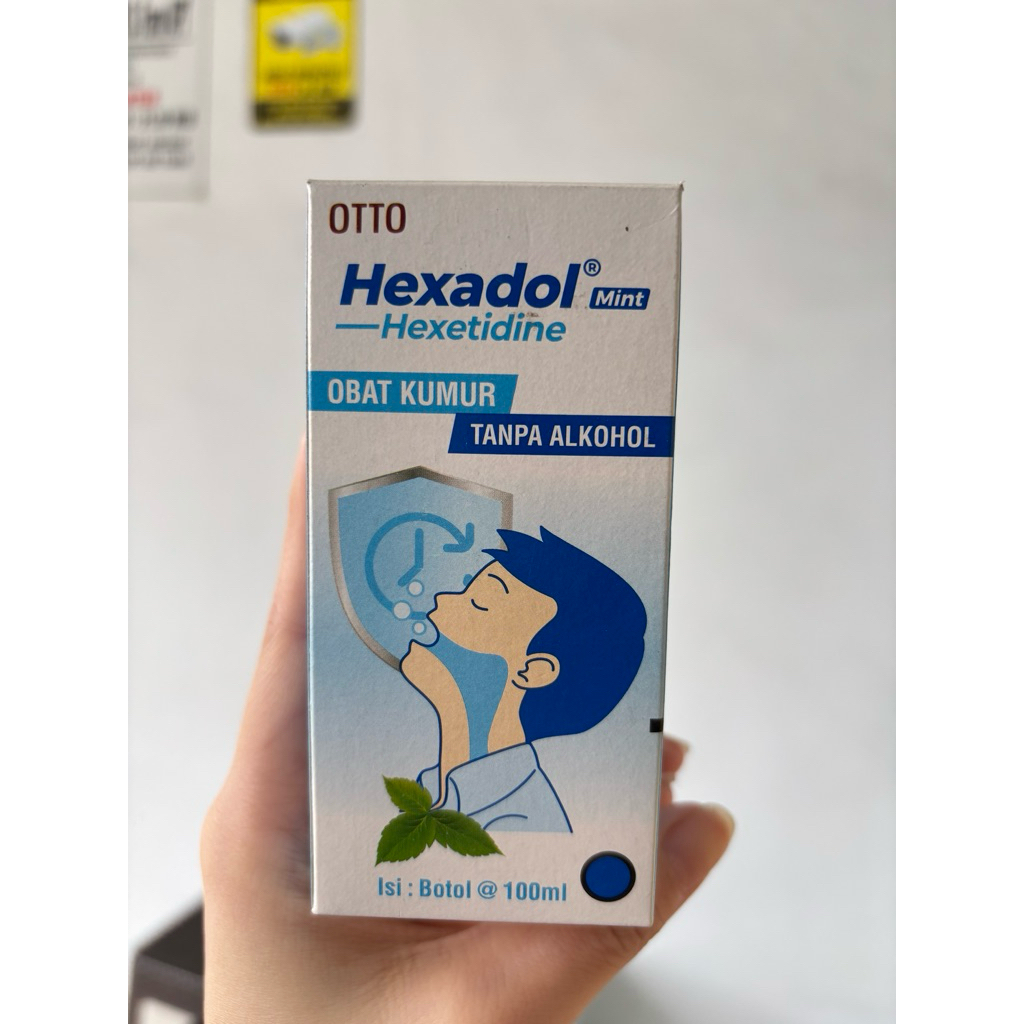 OTTO
Hexadol® Mint
Hexetidine
OBAT KUMUR
TANPA ALKOHOL
Isi : Botol @ 100ml